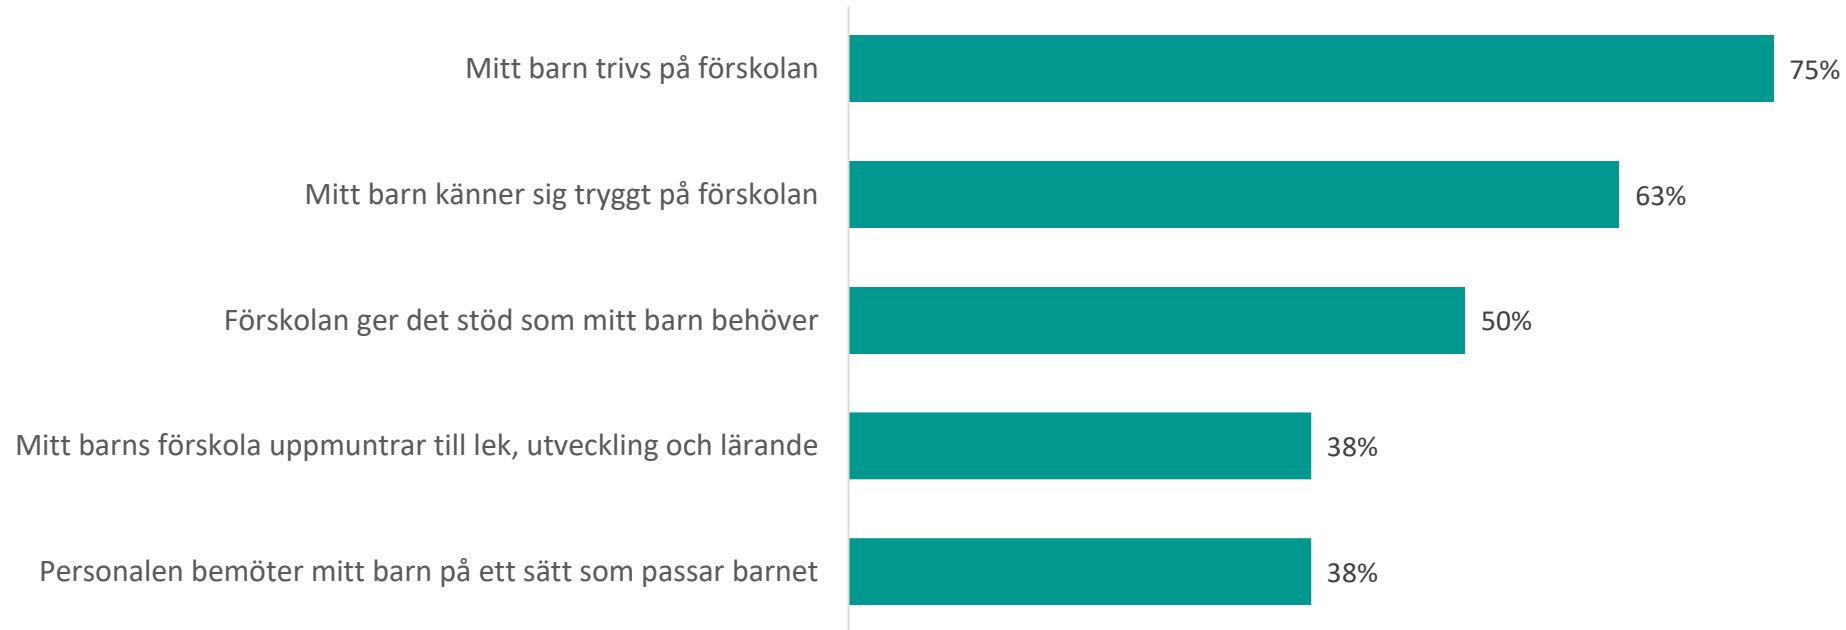 Mitt barn trivs på förskolan 75%
Mitt barn känner sig tryggt på förskolan 63%
Förskolan ger det stöd som mitt barn behöver 50%
Mitt barns förskola uppmuntrar till lek, utveckling och lärande 38%
Personalen bemöter mitt barn på ett sätt som passar barnet 38%